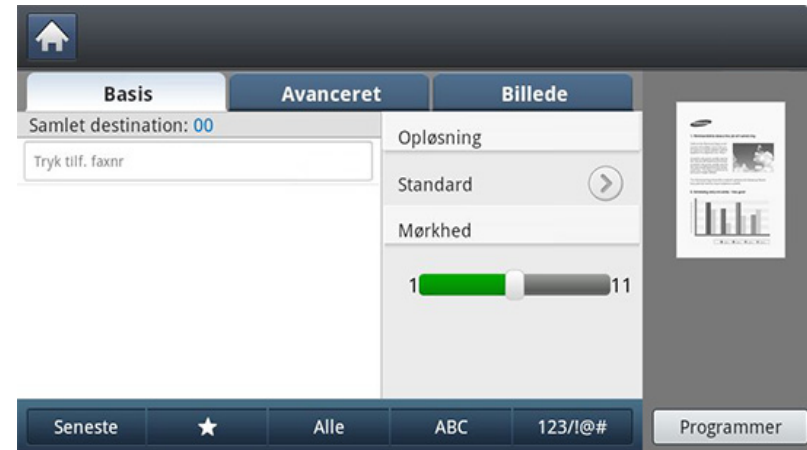 Basis
Avanceret
Billede
Samlet destination: 00
Tryk tilf. faxnr
Opløsning
Standard
Mørkhed
1
11
Seneste
★
Alle
ABC
123/!@#
Programmer